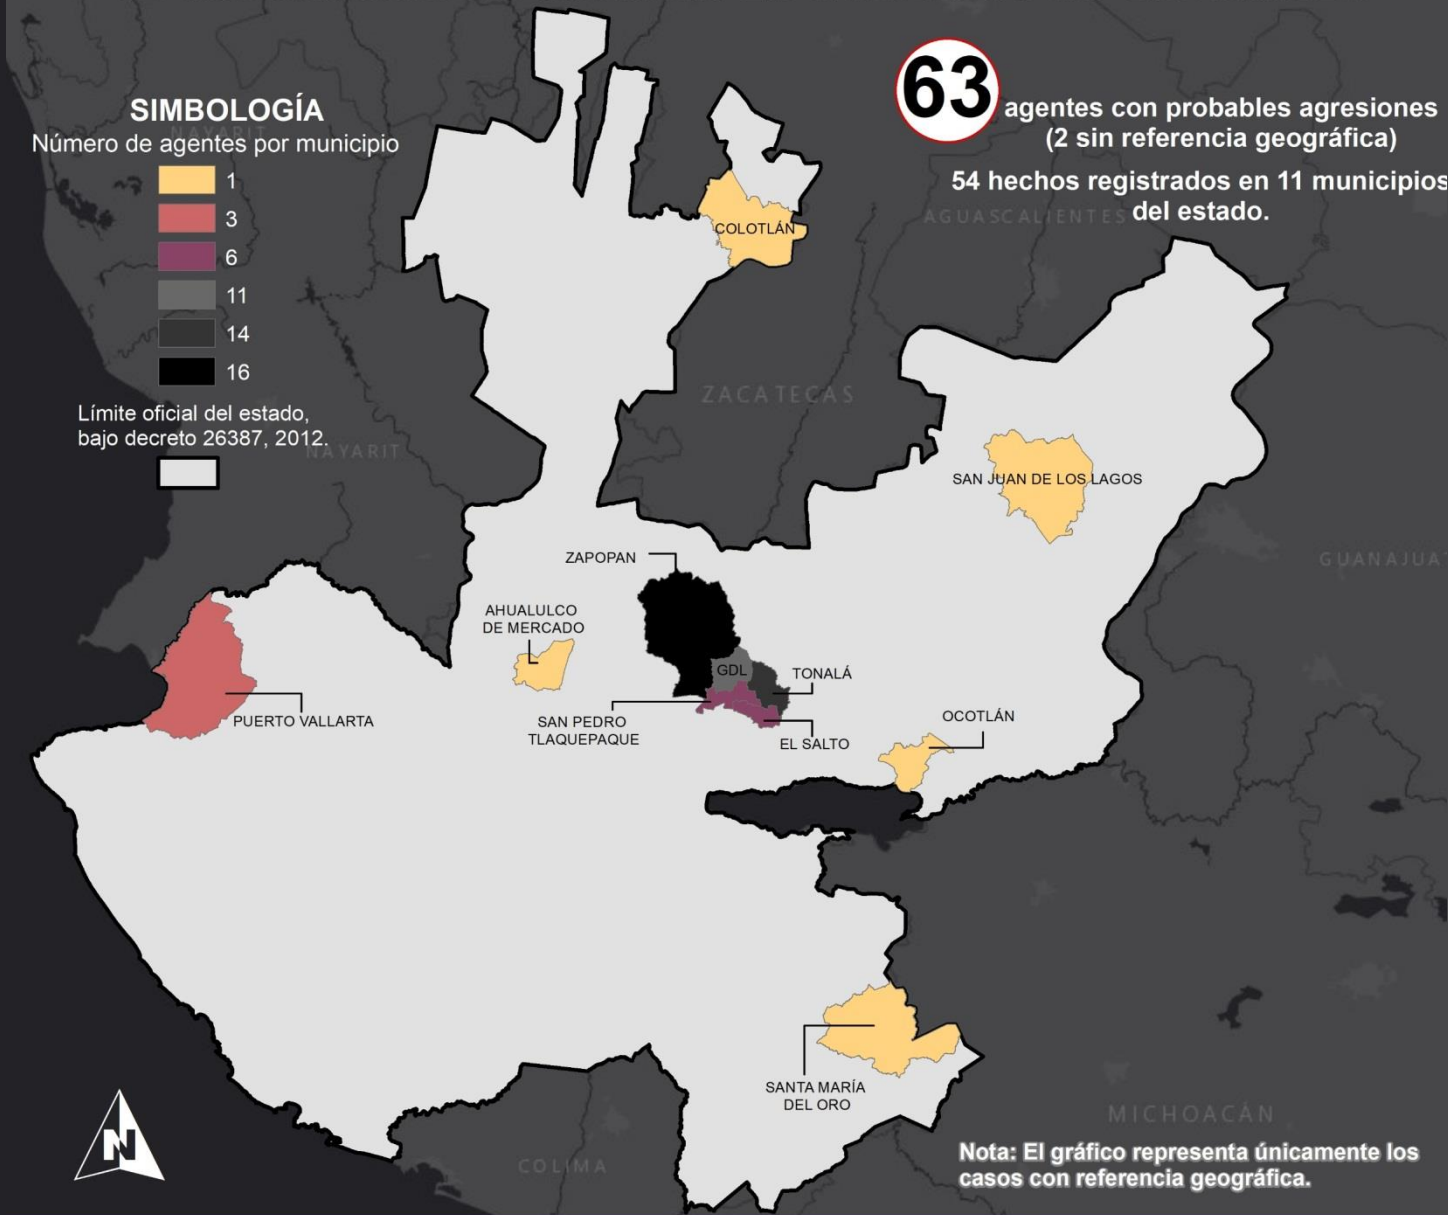 SIMBOLOGÍA
Número de agentes por municipio
1
3
6
11
14
16
Límite oficial del estado,
bajo decreto 26387, 2012.
63
agentes con probables agresiones
(2 sin referencia geográfica)
54 hechos registrados en 11 municipios
del estado.
NAYARIT
NAYARIT
AGUASCALIENTES
ZACATECAS
GUANAJUA
COLOTLÁN
SAN JUAN DE LOS LAGOS
ZAPOPAN
AHUALULCO
DE MERCADO
GDL
TONALÁ
PUERTO VALLARTA
SAN PEDRO
TLAQUEPAQUE
EL SALTO
OCOTLÁN
SANTA MARÍA
DEL ORO
MICHOACÁN
COLIMA
N
Nota: El gráfico representa únicamente los
casos con referencia geográfica.